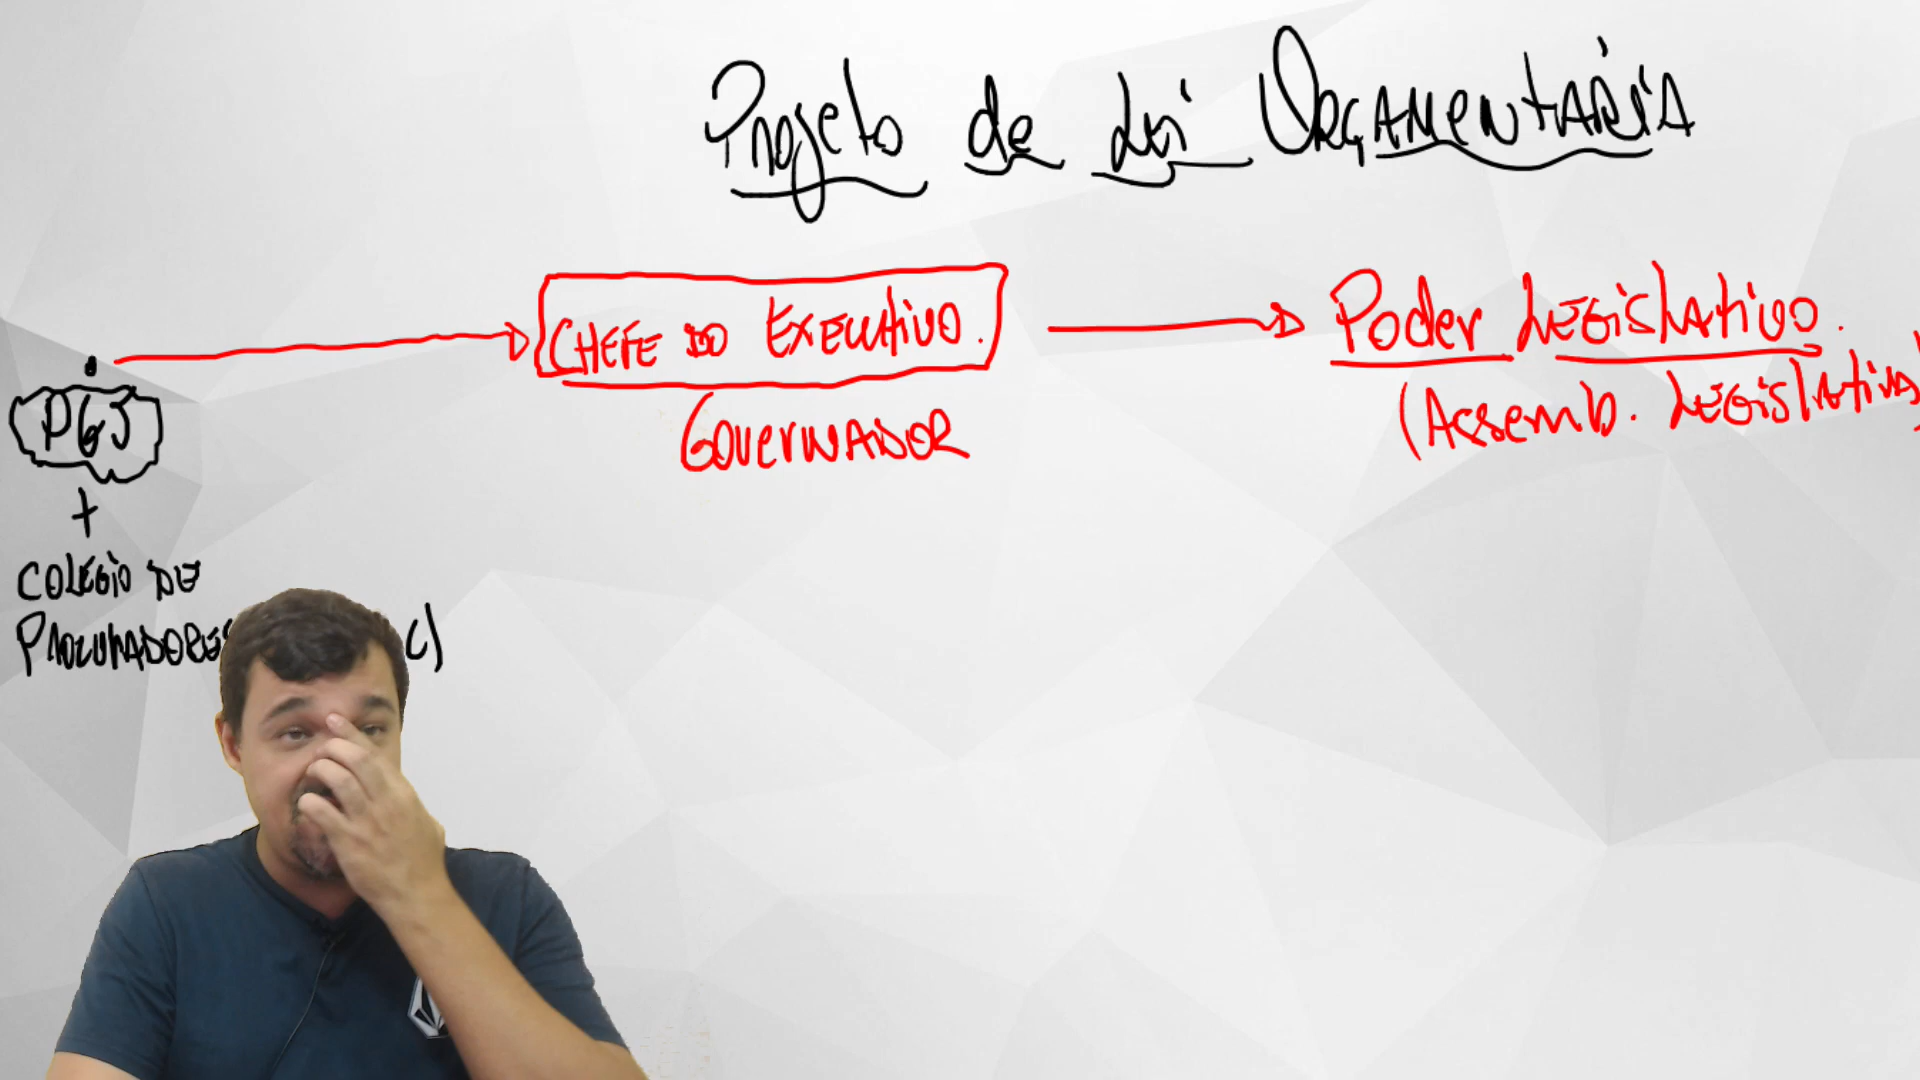 Projeto de Lei Orçamentária
CHEFE DO EXECUTIVO.
GOVERNADOR
Poder Legislativo.
(Assemb. Legislativa)
PGJ
+
COLÉGIO DE
PROCURADORES